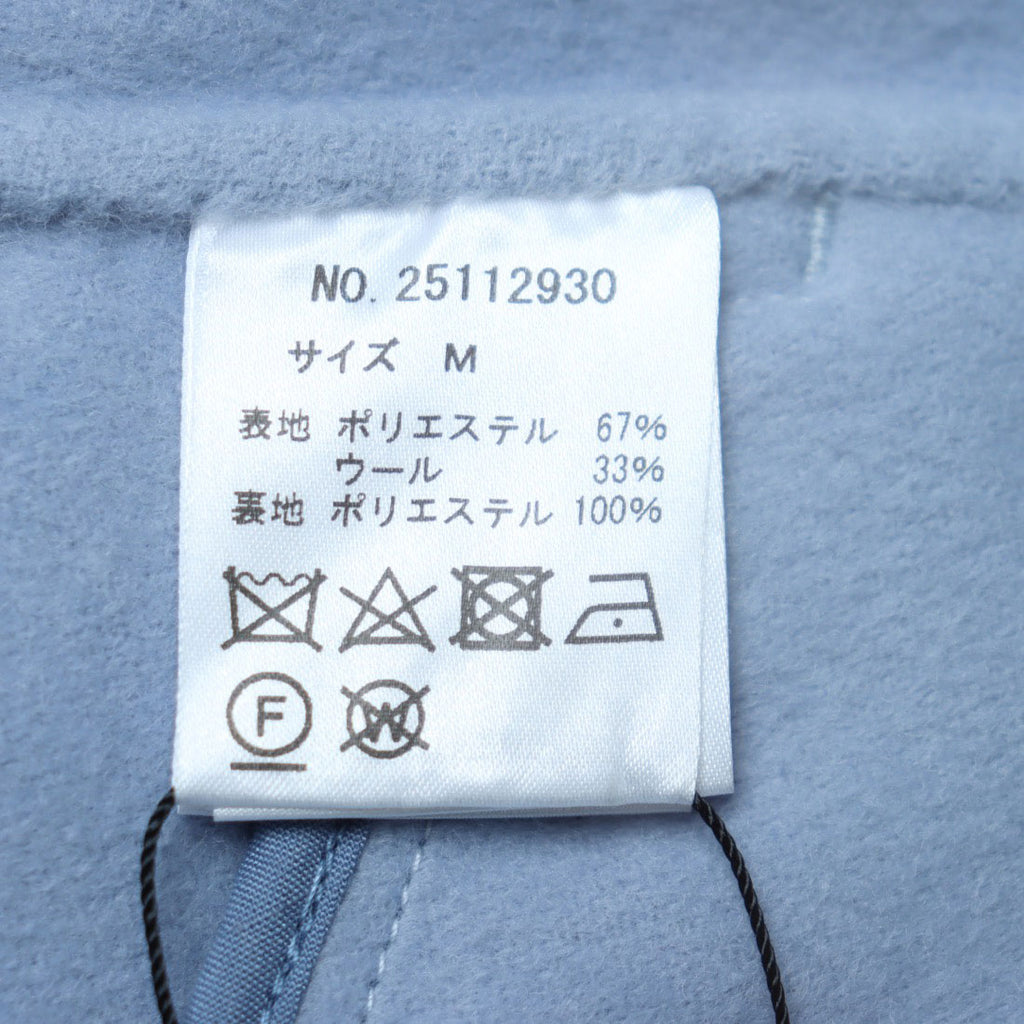 NO. 25112930
サイズ M
表地 ポリエステル 67%
ウール 33%
裏地 ポリエステル 100%
F
W